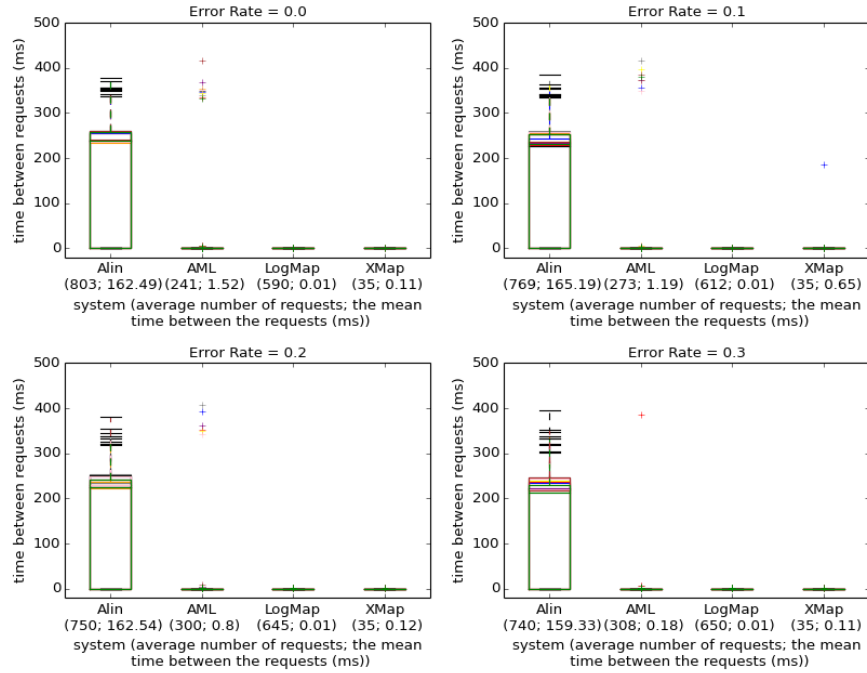 Error Rate = 0.0
500
400
300
200
100
0
time between requests (ms)
Alin AML LogMap XMap
(803; 162.49) (241; 1.52) (590; 0.01) (35; 0.11)
system (average number of requests; the mean
time between the requests (ms))
Error Rate = 0.1
500
400
300
200
100
0
time between requests (ms)
Alin AML LogMap XMap
(769; 165.19) (273; 1.19) (612; 0.01) (35; 0.65)
system (average number of requests; the mean
time between the requests (ms))
Error Rate = 0.2
500
400
300
200
100
0
time between requests (ms)
Alin AML LogMap XMap
(750; 162.54) (300; 0.8) (645; 0.01) (35; 0.12)
system (average number of requests; the mean
time between the requests (ms))
Error Rate = 0.3
500
400
300
200
100
0
time between requests (ms)
Alin AML LogMap XMap
(740; 159.33) (308; 0.18) (650; 0.01) (35; 0.11)
system (average number of requests; the mean
time between the requests (ms))